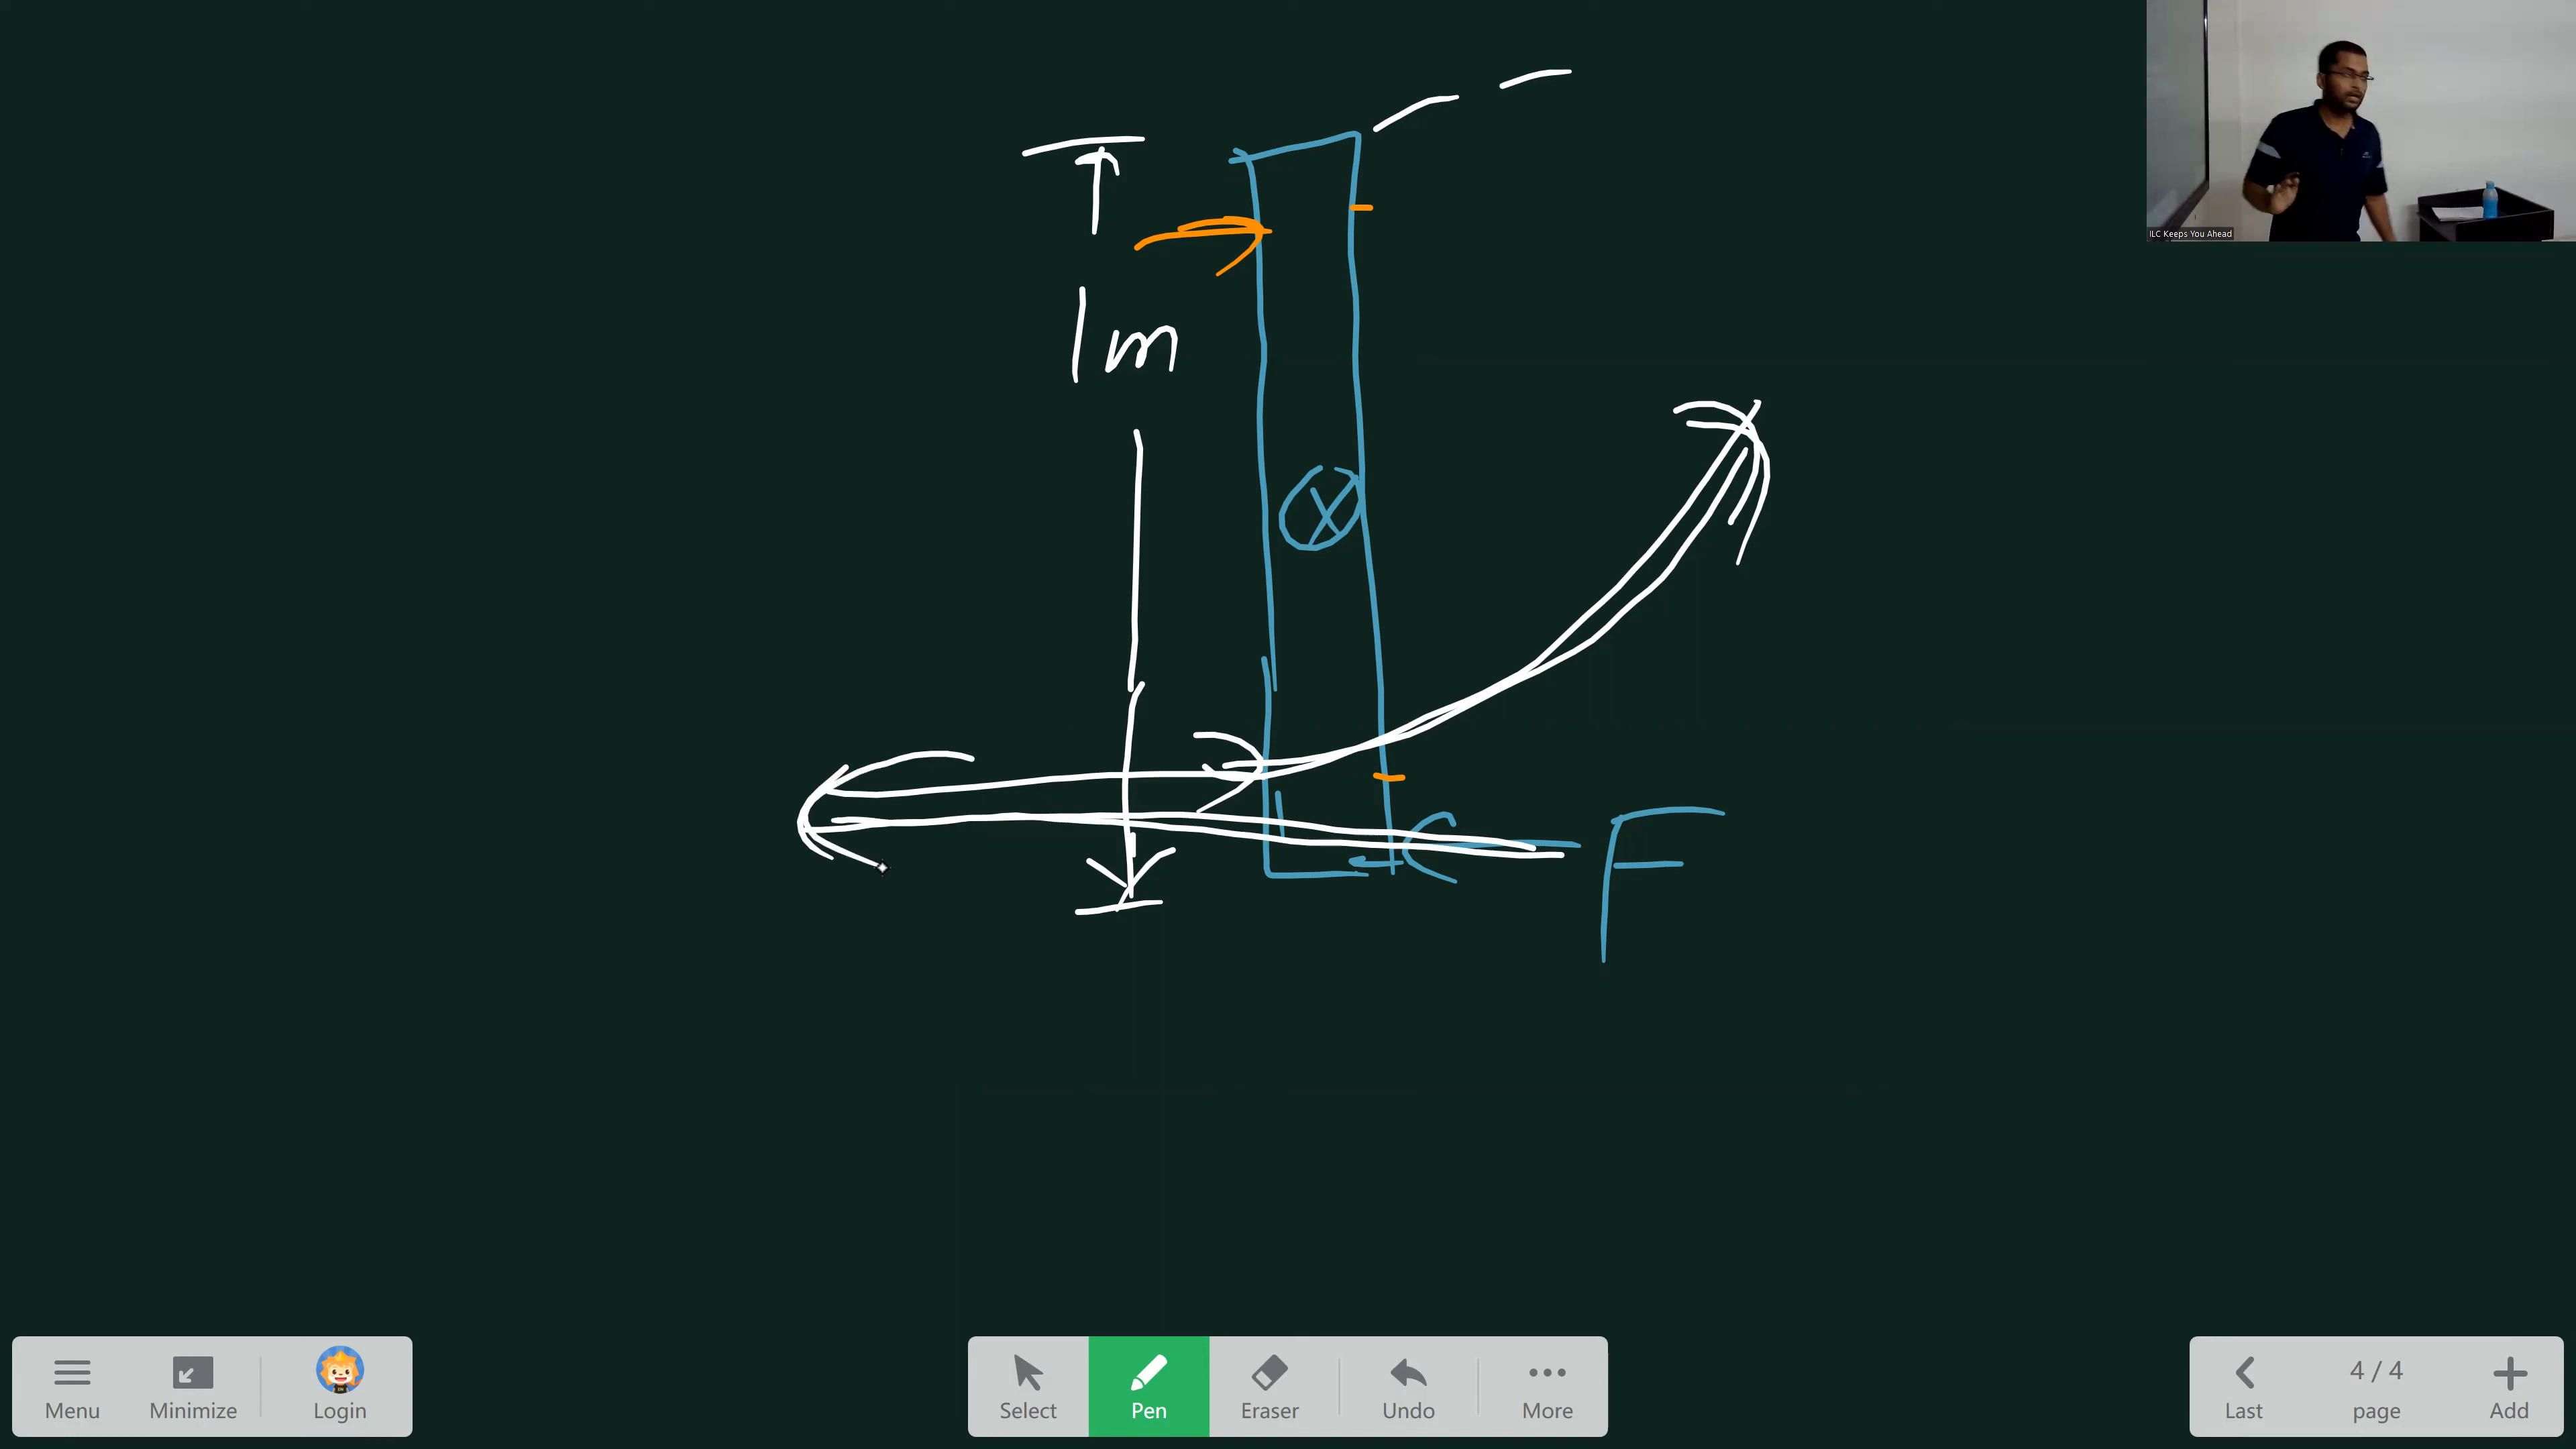 ILC Keeps You Ahead
1m
X
F
Menu
Minimize
Login
Select
Pen
Eraser
Undo
More
Last
4 / 4
page
Add